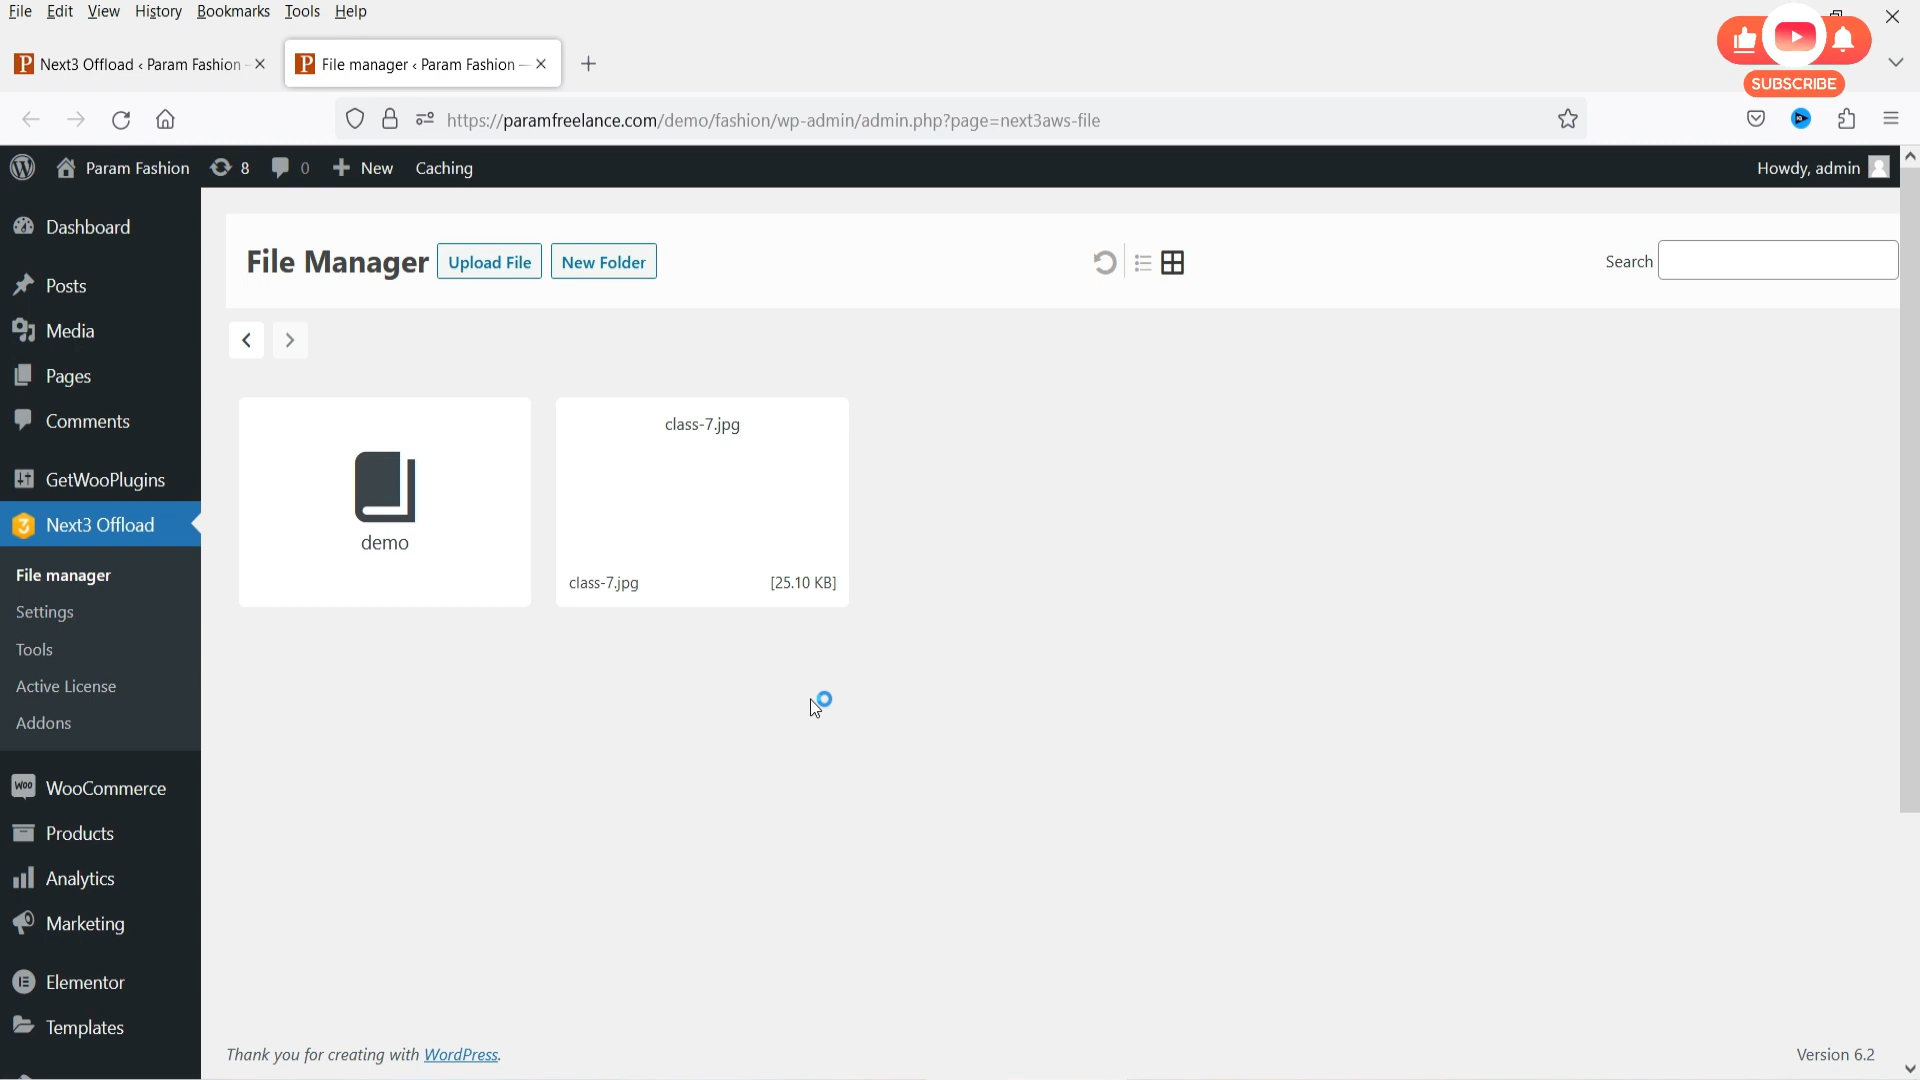 File Edit View History Bookmarks Tools Help
Next3 Offload ‹ Param Fashion -
File manager ‹ Param Fashion —
SUBSCRIBE
https://paramfreelance.com/demo/fashion/wp-admin/admin.php?page=next3aws-file
Param Fashion 8 0 New Caching Howdy, admin
Dashboard
Posts
Media
Pages
Comments
GetWooPlugins
3 Next3 Offload
File manager
Settings
Tools
Active License
Addons
Woo WooCommerce
Products
Analytics
Marketing
Elementor
Templates
File Manager Upload File New Folder
Search
demo
class-7.jpg
class-7.jpg [25.10 KB]
Thank you for creating with WordPress.
Version 6.2